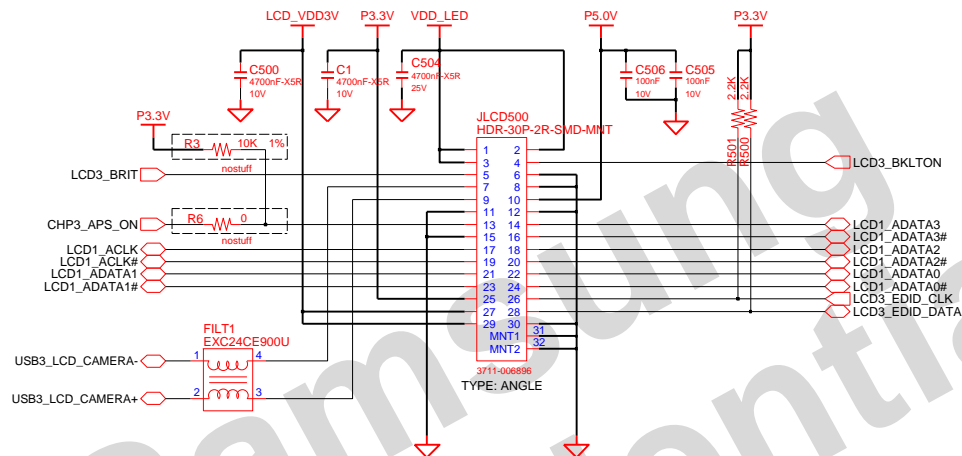 LCD_VDD3V P3.3V VDD_LED P5.0V P3.3V
C500
4700nF-X5R
10V
C1
4700nF-X5R
10V
C504
4700nF-X5R
25V
C506
100nF
10V
C505
100nF
10V
2.2K
2.2K
R501
R500
P3.3V
R3 10K 1%
nostuff
JLCD500
HDR-30P-2R-SMD-MNT
1 2
3 4
5 6
7 8
9 10
11 12
13 14
15 16
17 18
19 20
21 22
23 24
25 26
27 28
29 30
MNT1 31
MNT2 32
3711-006896
TYPE: ANGLE
LCD3_BRIT
CHP3_APS_ON
R6 0
nostuff
LCD1_ACLK
LCD1_ACLK#
LCD1_ADATA1
LCD1_ADATA1#
LCD3_BKLTON
LCD1_ADATA3
LCD1_ADATA3#
LCD1_ADATA2
LCD1_ADATA2#
LCD1_ADATA0
LCD1_ADATA0#
LCD3_EDID_CLK
LCD3_EDID_DATA
FILT1
EXC24CE900U
USB3_LCD_CAMERA- 1 4
USB3_LCD_CAMERA+ 2 3
Samsung